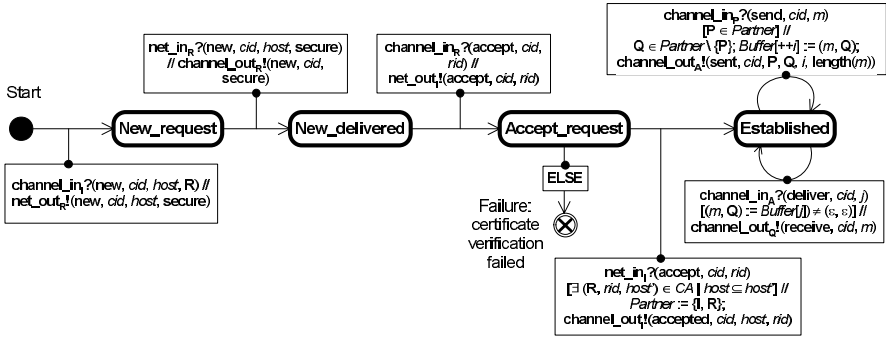 channel_inP?(send, cid, m)
[P ∈ Partner] //
Q ∈ Partner \ {P}; Buffer[++i] := (m, Q);
channel_outA!(sent, cid, P, Q, i, length(m))
net_inR?(new, cid, host, secure)
// channel_outR!(new, cid,
secure)
channel_inR?(accept, cid,
rid) //
net_outI!(accept, cid, rid)
Start
New_request
New_delivered
Accept_request
Established
channel_inI?(new, cid, host, R) //
net_outR!(new, cid, host, secure)
ELSE
Failure:
certificate
verification
failed
channel_inA?(deliver, cid, j)
[(m, Q) := Buffer[j]) ≠ (ε, ε)] //
channel_outQ!(receive, cid, m)
net_inI?(accept, cid, rid)
[∃ (R, rid, host') ∈ CA | host ⊆ host'] //
Partner := {I, R};
channel_outI!(accepted, cid, host, rid)